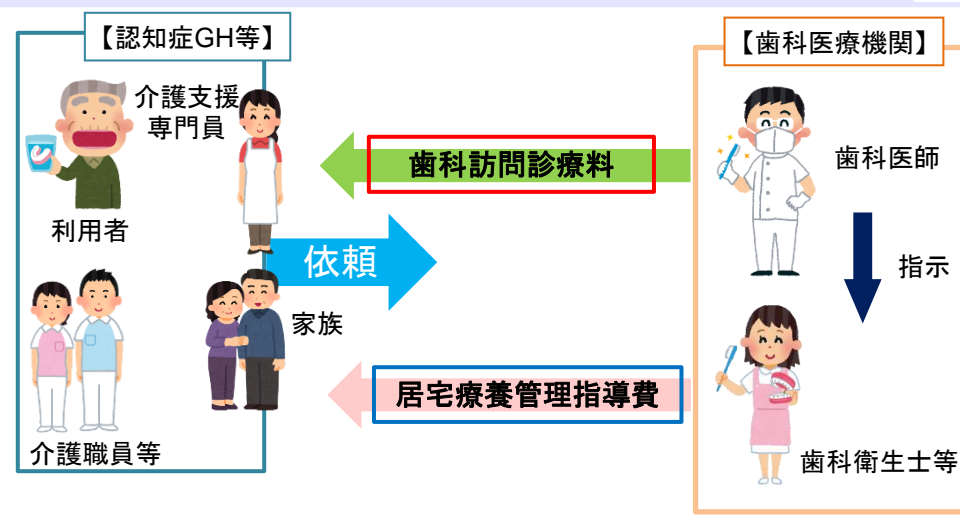 【認知症GH等】
介護支援
専門員
利用者
介護職員等
家族
歯科訪問診療料
依頼
居宅療養管理指導費
【歯科医療機関】
歯科医師
指示
歯科衛生士等